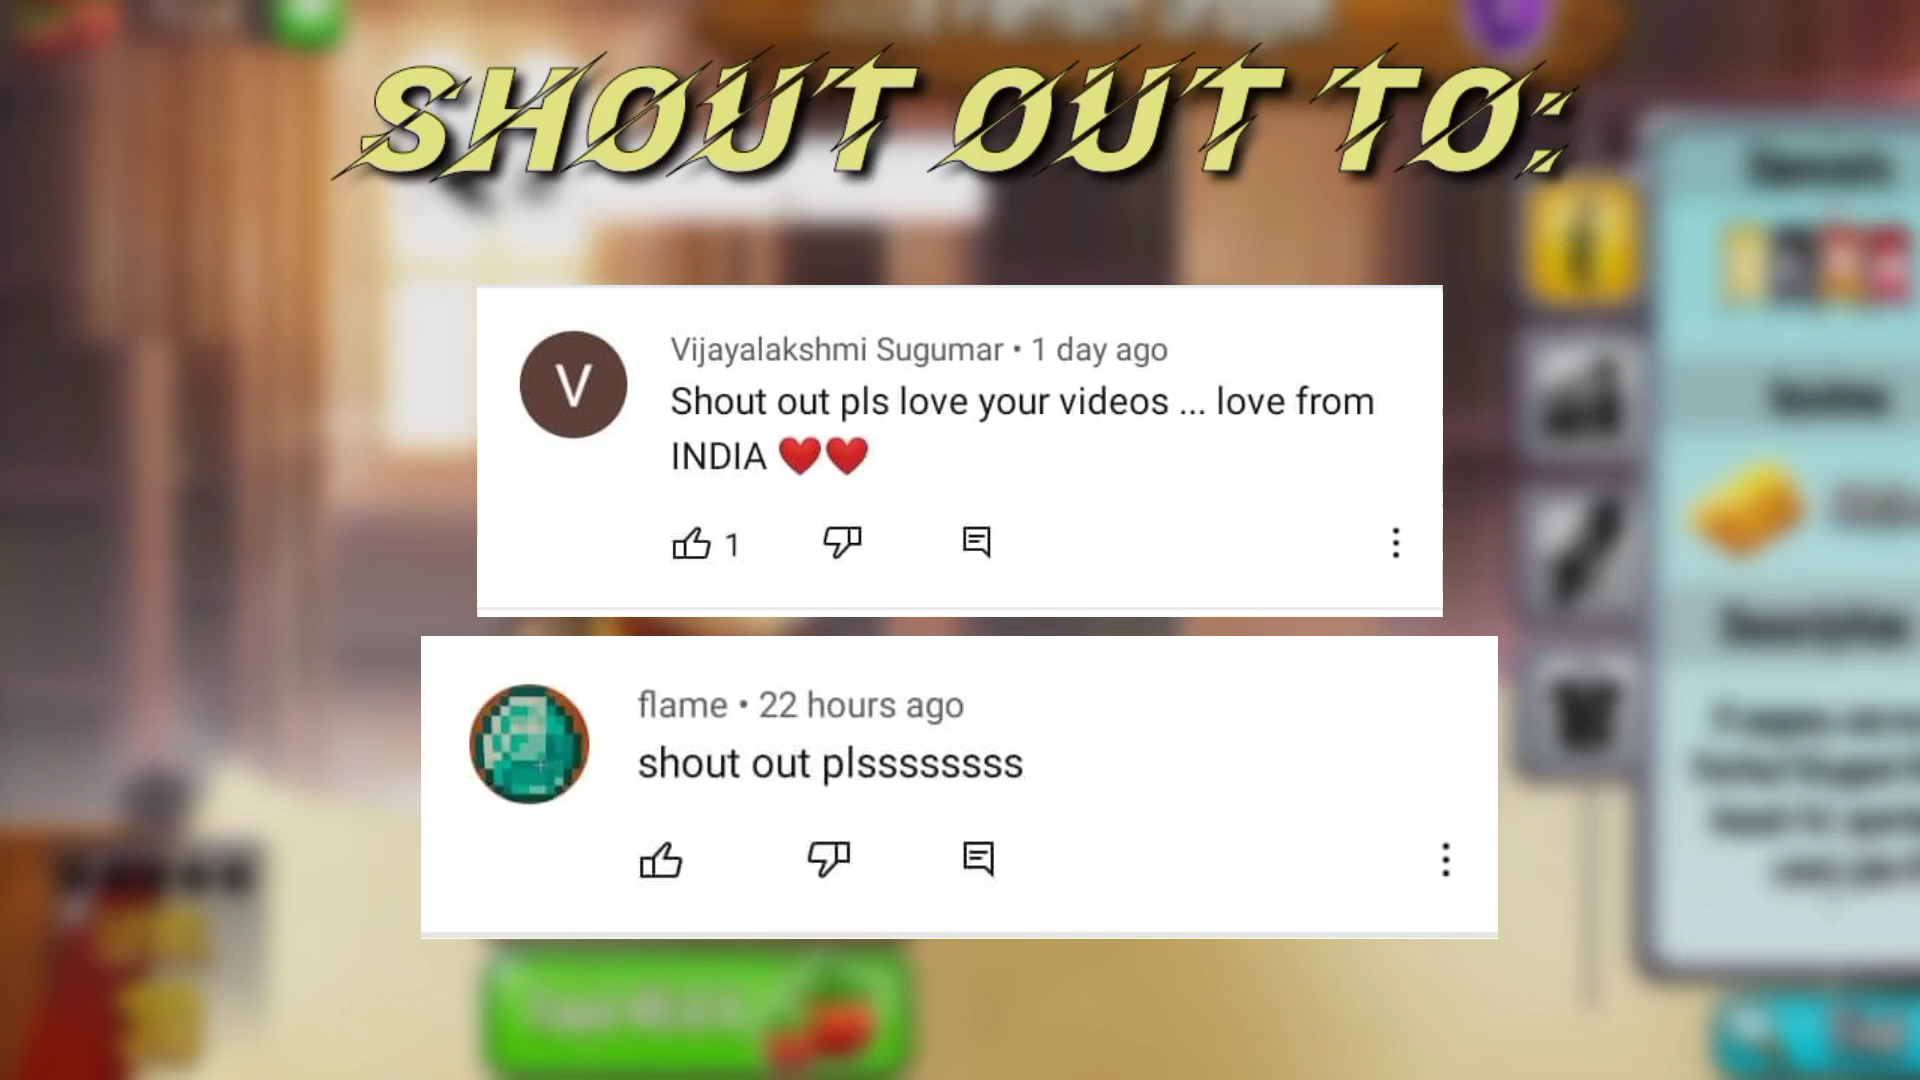 SHOUT OUT TO:
V
Vijayalakshmi Sugumar • 1 day ago
Shout out pls love your videos ... love from
INDIA ❤️❤️
1
flame • 22 hours ago
shout out plssssssss